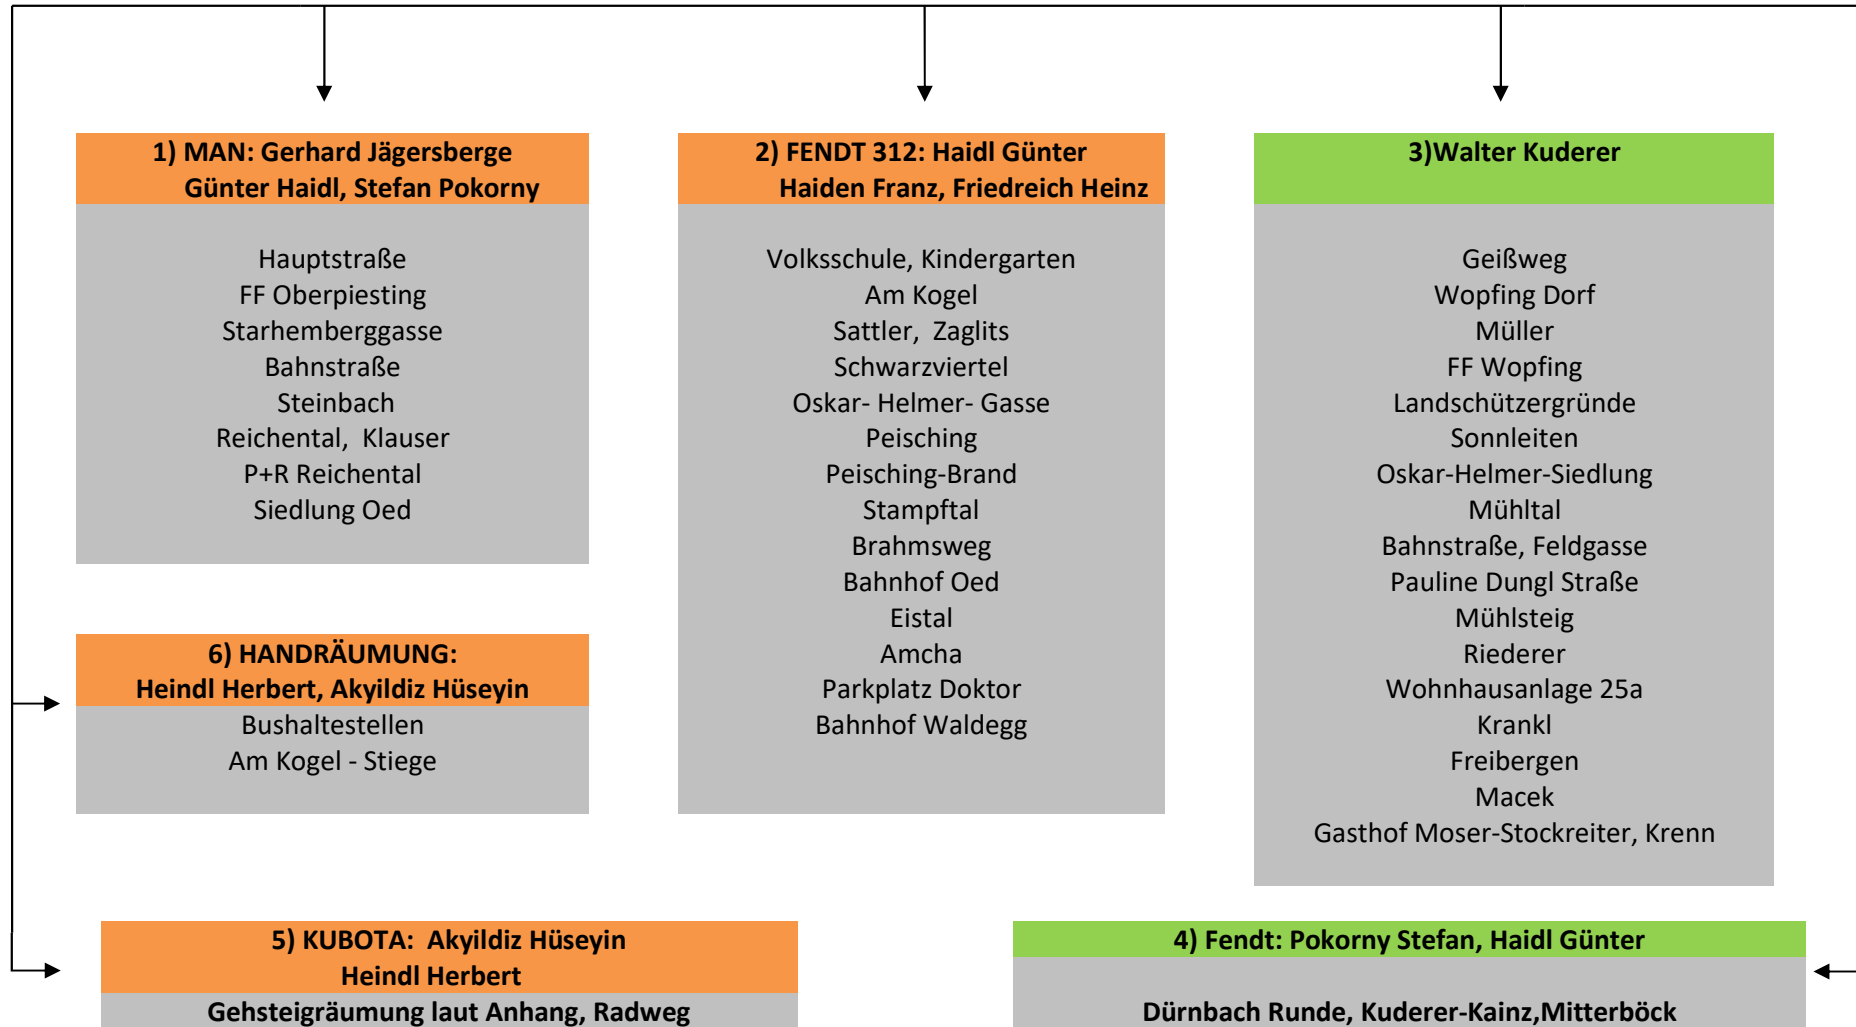 1) MAN: Gerhard Jägersberge
Günter Haidl, Stefan Pokorny
Hauptstraße
FF Oberpiesting
Starhemberggasse
Bahnstraße
Steinbach
Reichental, Klauser
P+R Reichental
Siedlung Oed
2) FENDT 312: Haidl Günter
Haiden Franz, Friedreich Heinz
Volksschule, Kindergarten
Am Kogel
Sattler, Zaglits
Schwarzviertel
Oskar- Helmer- Gasse
Peisching
Peisching-Brand
Stampftal
Brahmsweg
Bahnhof Oed
Eistal
Amcha
Parkplatz Doktor
Bahnhof Waldegg
3)Walter Kuderer
Geißweg
Wopfing Dorf
Müller
FF Wopfing
Landschützergründe
Sonnleiten
Oskar-Helmer-Siedlung
Mühltal
Bahnstraße, Feldgasse
Pauline Dungl Straße
Mühlsteig
Riederer
Wohnhausanlage 25a
Krankl
Freibergen
Macek
Gasthof Moser-Stockreiter, Krenn
6) HANDRÄUMUNG:
Heindl Herbert, Akyildiz Hüseyin
Bushaltestellen
Am Kogel - Stiege
5) KUBOTA: Akyildiz Hüseyin
Heindl Herbert
Gehsteigräumung laut Anhang, Radweg
4) Fendt: Pokorny Stefan, Haidl Günter
Dürnbach Runde, Kuderer-Kainz,Mitterböck